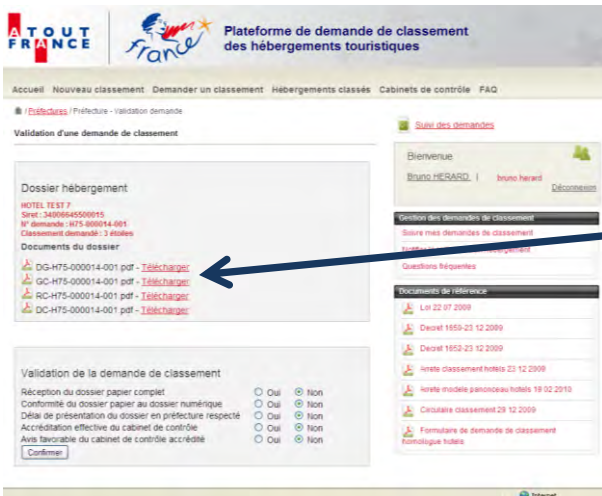 ATOUT
FRANCE
france
Plateforme de demande de classement
des hébergements touristiques
Accueil Nouveau classement Demander un classement Hébergements classés Cabinets de contrôle FAQ
/ Préfectures / Préfecture - Validation demande
Validation d'une demande de classement
Dossier hébergement
HOTEL TEST 7
Siret : 34006645500015
N° demande : H75-000014-001
Classement demandé : 3 étoiles
Documents du dossier
DG-H75-000014-001.pdf - Télécharger
GC-H75-000014-001.pdf - Télécharger
RC-H75-000014-001.pdf - Télécharger
DC-H75-000014-001.pdf - Télécharger
Validation de la demande de classement
Réception du dossier papier complet Oui Non
Conformité du dossier papier au dossier numérique Oui Non
Délai de présentation du dossier en préfecture respecté Oui Non
Accréditation effective du cabinet de contrôle Oui Non
Avis favorable du cabinet de contrôle accrédité Oui Non
Confirmer
Suivi des demandes
Bienvenue
Bruno HERARD | bruno herard
Déconnexion
Gestion des demandes de classement
Suivre mes demandes de classement
Questions fréquentes
Documents de référence
Loi 22 07 2009
Decret 1650-23 12 2009
Decret 1652-23 12 2009
Arrete classement hotels 23 12 2009
Arrete modele panonceau hotels 19 02 2010
Circulaire classement 29 12 2009
Formulaire de demande de classement
homologue hotels
Internet